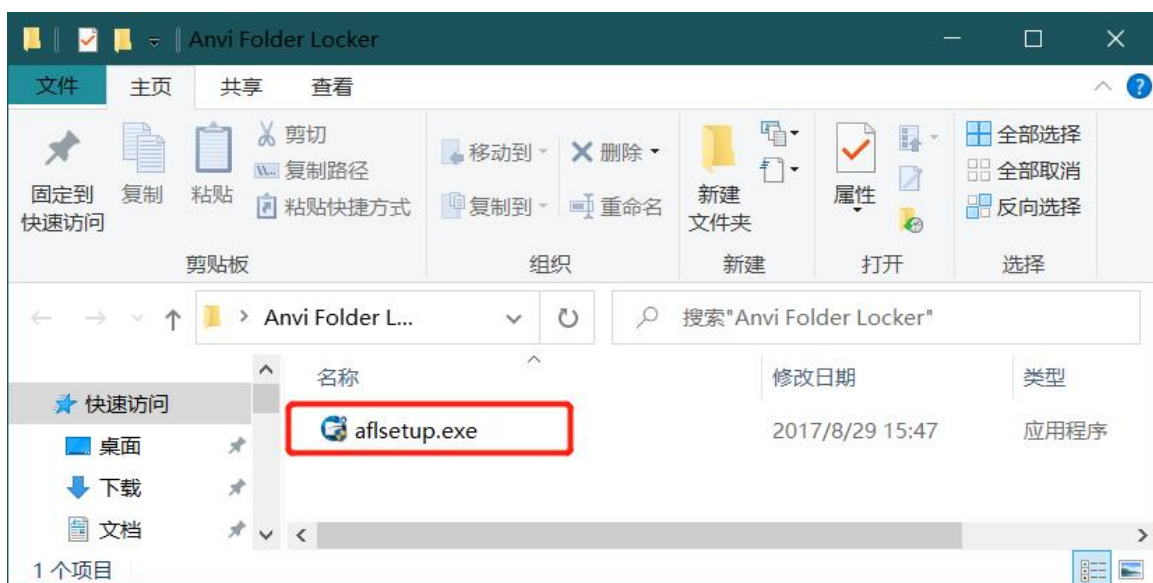 Anvi Folder Locker
文件 主页 共享 查看
固定到
快速访问
复制
粘贴
剪切
复制路径
粘贴快捷方式
剪贴板
移动到
复制到
删除
重命名
组织
新建
文件夹
新建
属性
打开
全部选择
全部取消
反向选择
选择
Anvi Folder L...
搜索"Anvi Folder Locker"
名称 修改日期 类型
快速访问
aflsetup.exe 2017/8/29 15:47 应用程序
桌面
下载
文档
1 个项目